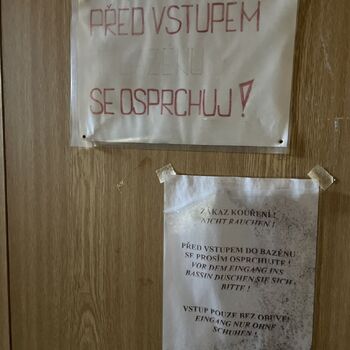 PŘED VSTUPEM
SE OSPRCHUJ!
ZÁKAZ KOUŘENÍ !
NICHT RAUCHEN !
PŘED VSTUPEM DO BAZÉNU
SE PROSÍM OSPRCHUJTE !
VOR DEM EINGANG INS
BASSIN DUSCHEN SIE SICH,
BITTE !
VSTUP POUZE BEZ OBUVI !
EINGANG NUR OHNE
SCHUHEN !